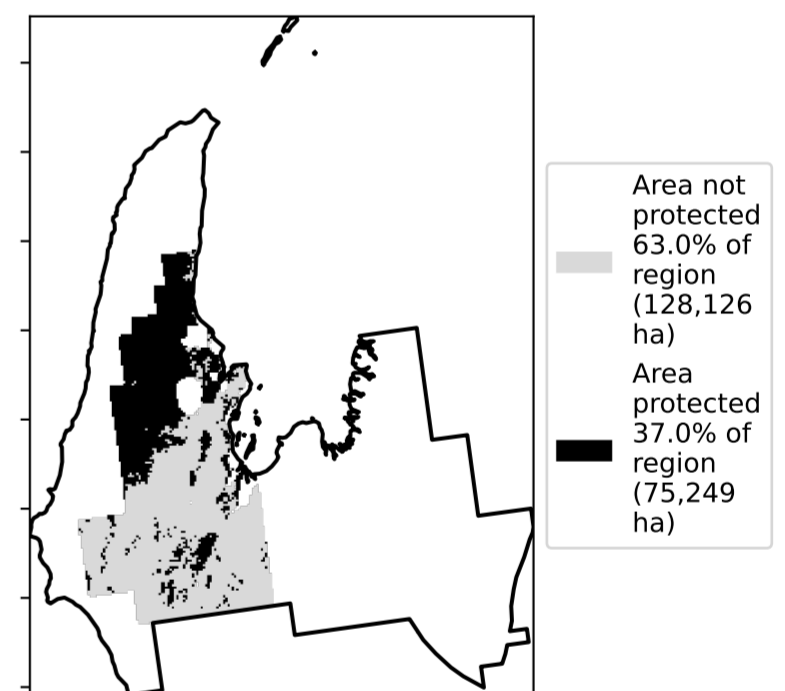 Area not
protected
63.0% of
region
(128,126
ha)
Area
protected
37.0% of
region
(75,249
ha)